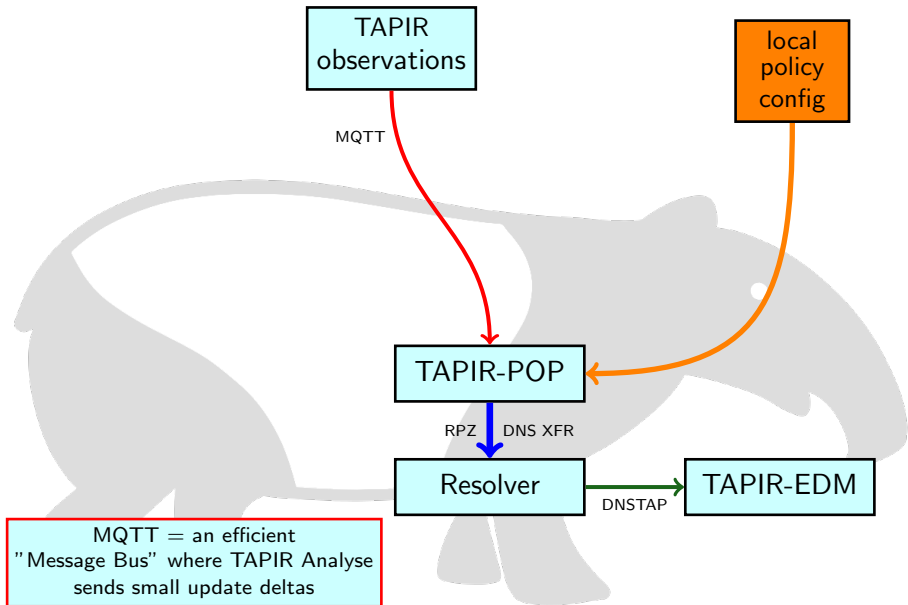 TAPIR
observations
local
policy
config
MQTT
TAPIR-POP
RPZ
DNS XFR
Resolver
TAPIR-EDM
DNSTAP
MQTT = an efficient
"Message Bus" where TAPIR Analyse
sends small update deltas